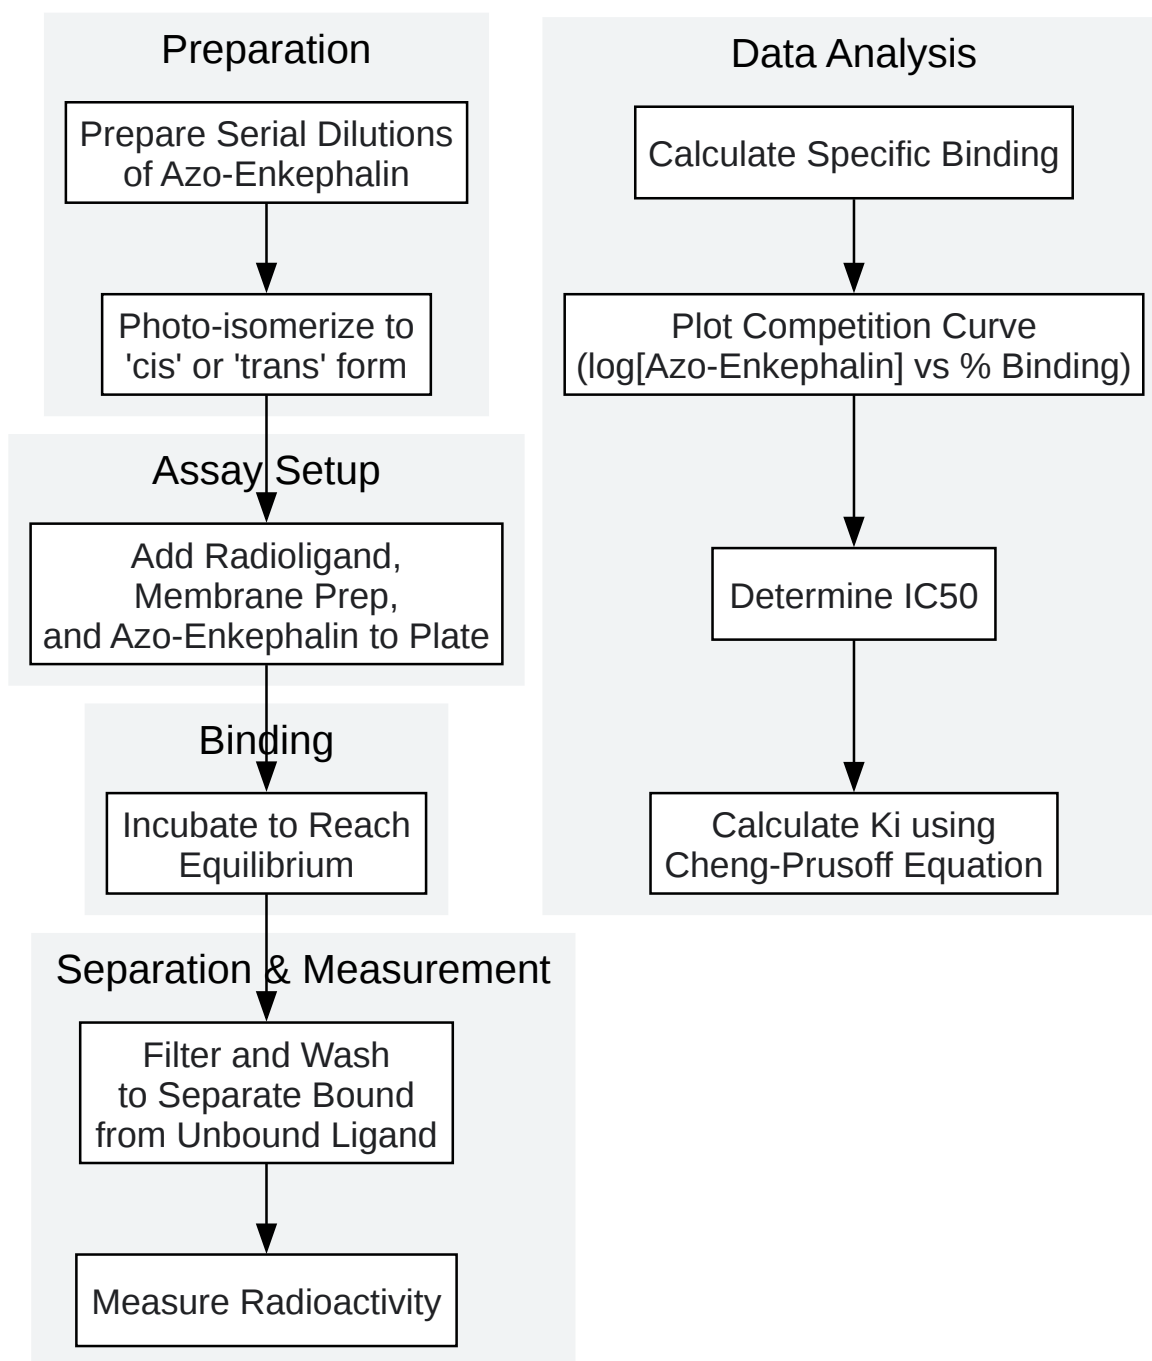 Preparation
Prepare Serial Dilutions
of Azo-Enkephalin
Photo-isomerize to
'cis' or 'trans' form
Assay Setup
Add Radioligand,
Membrane Prep,
and Azo-Enkephalin to Plate
Binding
Incubate to Reach
Equilibrium
Separation & Measurement
Filter and Wash
to Separate Bound
from Unbound Ligand
Measure Radioactivity
Data Analysis
Calculate Specific Binding
Plot Competition Curve
(log[Azo-Enkephalin] vs % Binding)
Determine IC50
Calculate Ki using
Cheng-Prusoff Equation